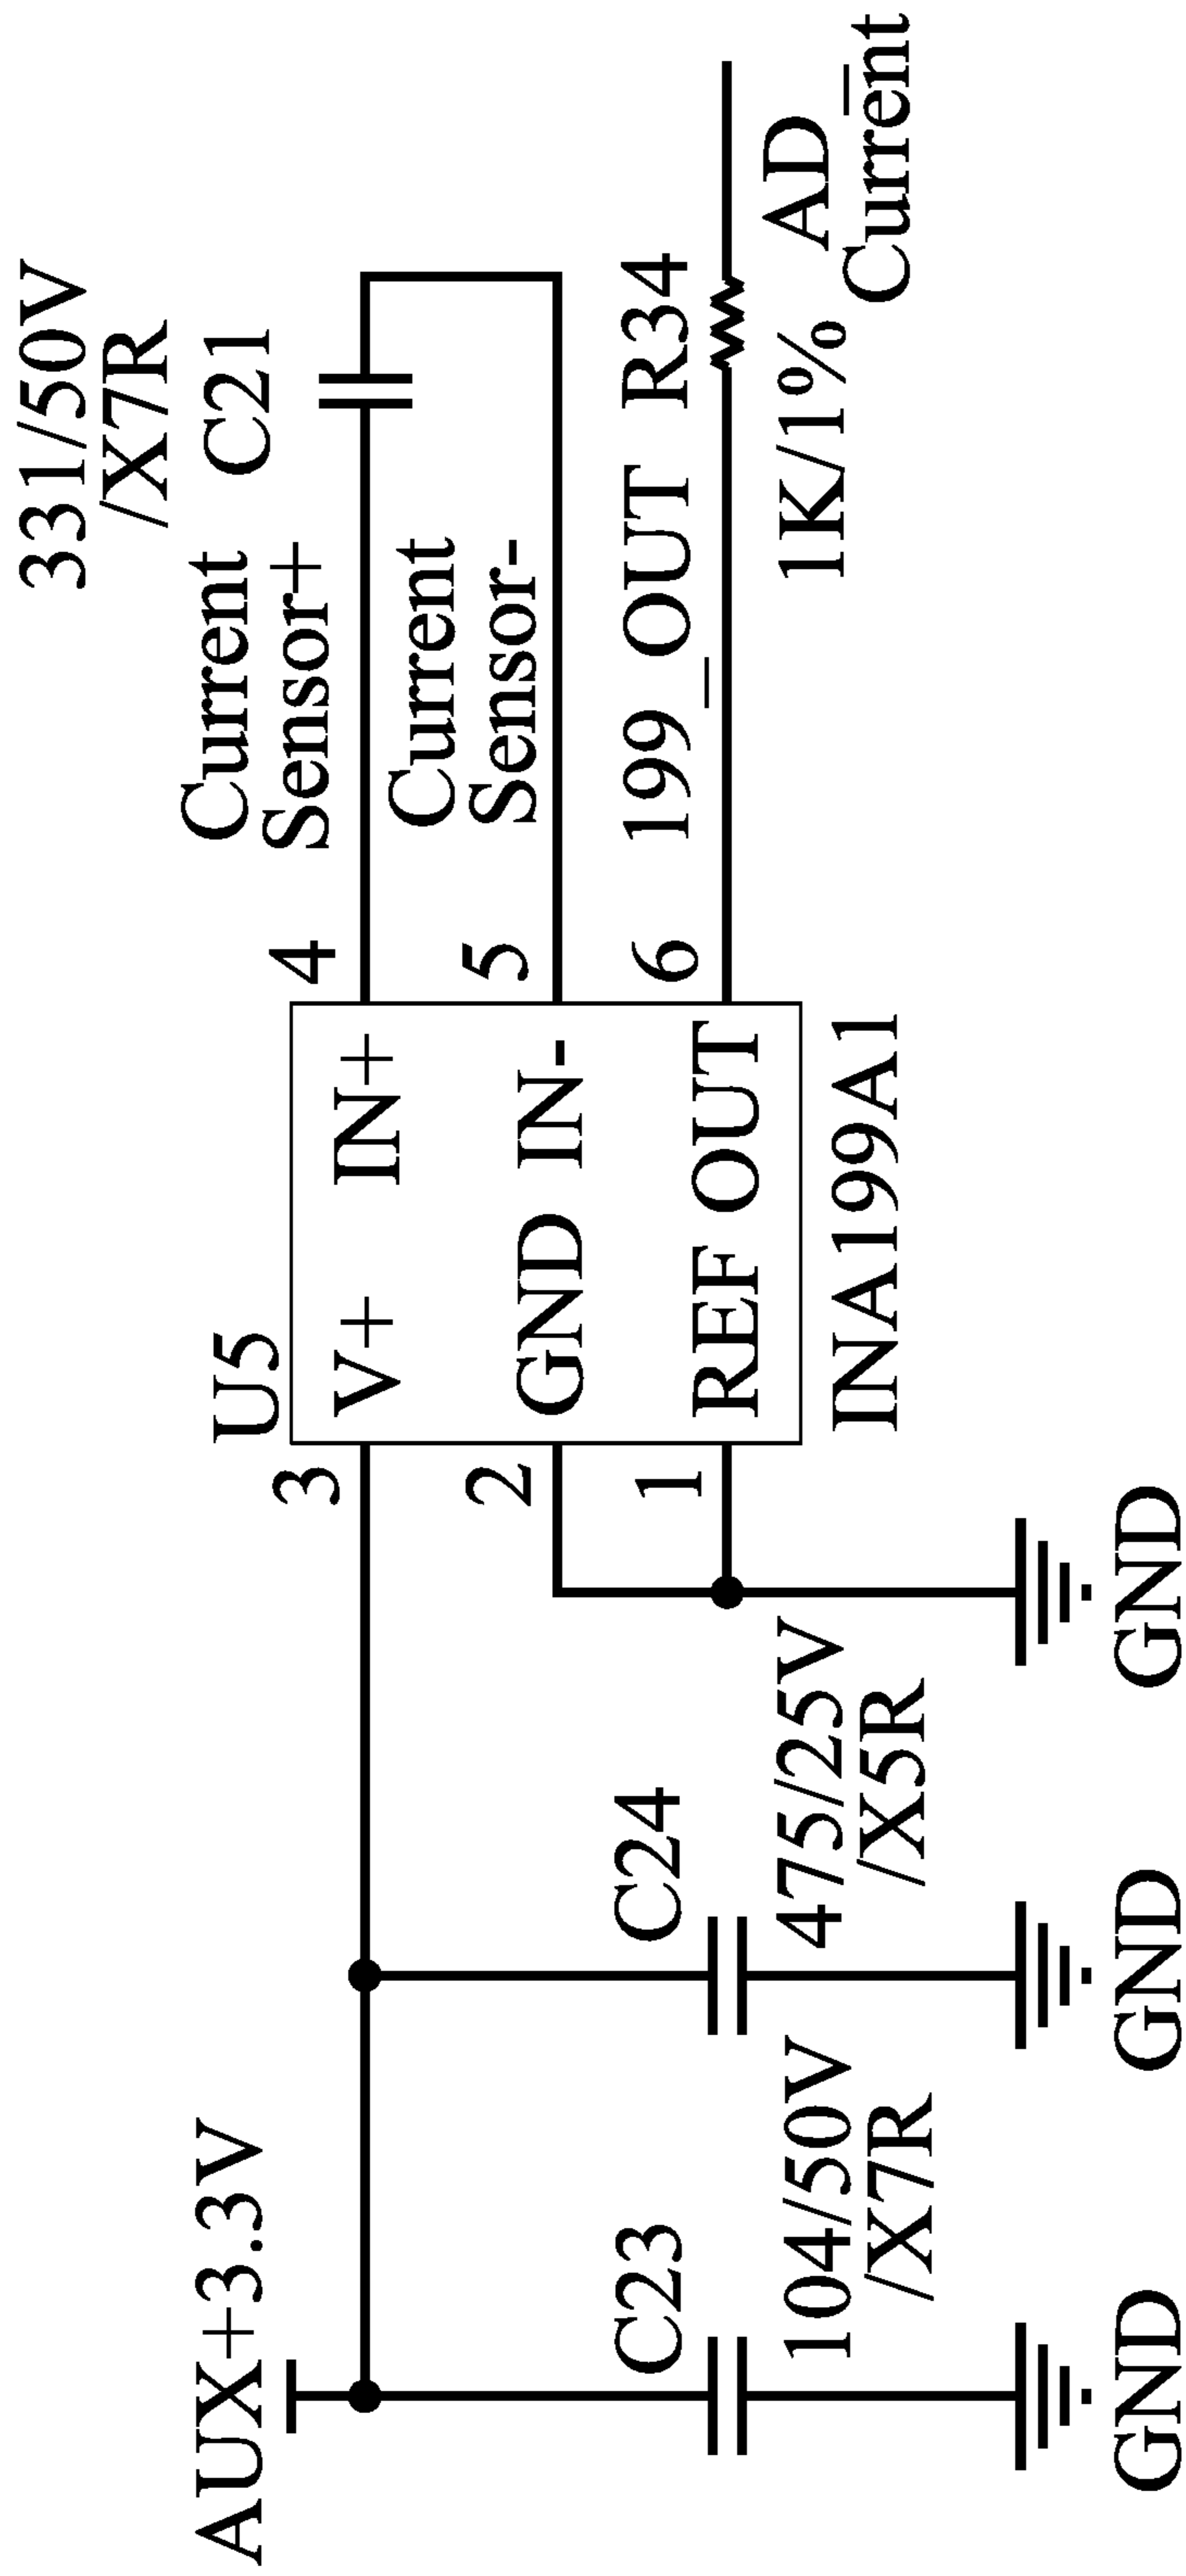 331/50V
/X7R
AUX+3.3V
U5
Current
Sensor+
C21
3
V+
IN+
4
Current
Sensor-
2
GND
IN-
5
C23
C24
1
REF
OUT
6
199_OUT
R34
104/50V
/X7R
475/25V
/X5R
INA199A1
1K/1%
AD_
Current
GND
GND
GND